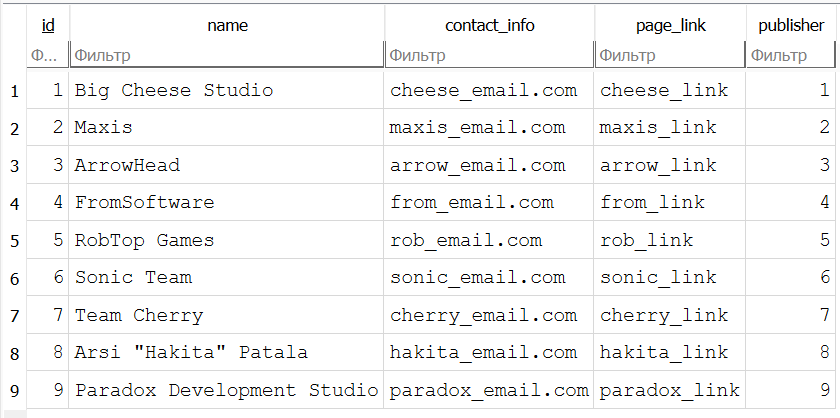 id name contact_info page_link publisher
Ф... Фильтр Фильтр Фильтр Фильтр
1 1 Big Cheese Studio cheese_email.com cheese_link 1
2 2 Maxis maxis_email.com maxis_link 2
3 3 ArrowHead arrow_email.com arrow_link 3
4 4 FromSoftware from_email.com from_link 4
5 5 RobTop Games rob_email.com rob_link 5
6 6 Sonic Team sonic_email.com sonic_link 6
7 7 Team Cherry cherry_email.com cherry_link 7
8 8 Arsi "Hakita" Patala hakita_email.com hakita_link 8
9 9 Paradox Development Studio paradox_email.com paradox_link 9